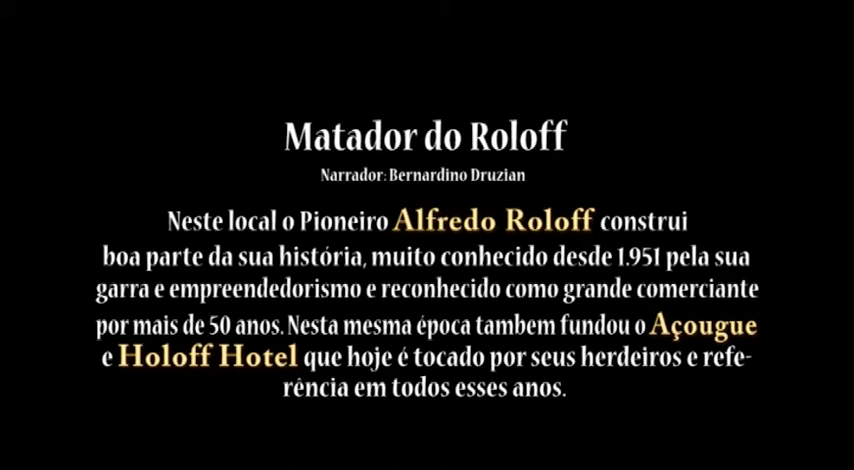 Matador do Roloff
Narrador: Bernardino Druzian
Neste local o Pioneiro Alfredo Roloff construi
boa parte da sua história, muito conhecido desde 1.951 pela sua
garra e empreendedorismo e reconhecido como grande comerciante
por mais de 50 anos. Nesta mesma época tambem fundou o Açougue
e Holoff Hotel que hoje é tocado por seus herdeiros e refe-
rência em todos esses anos.